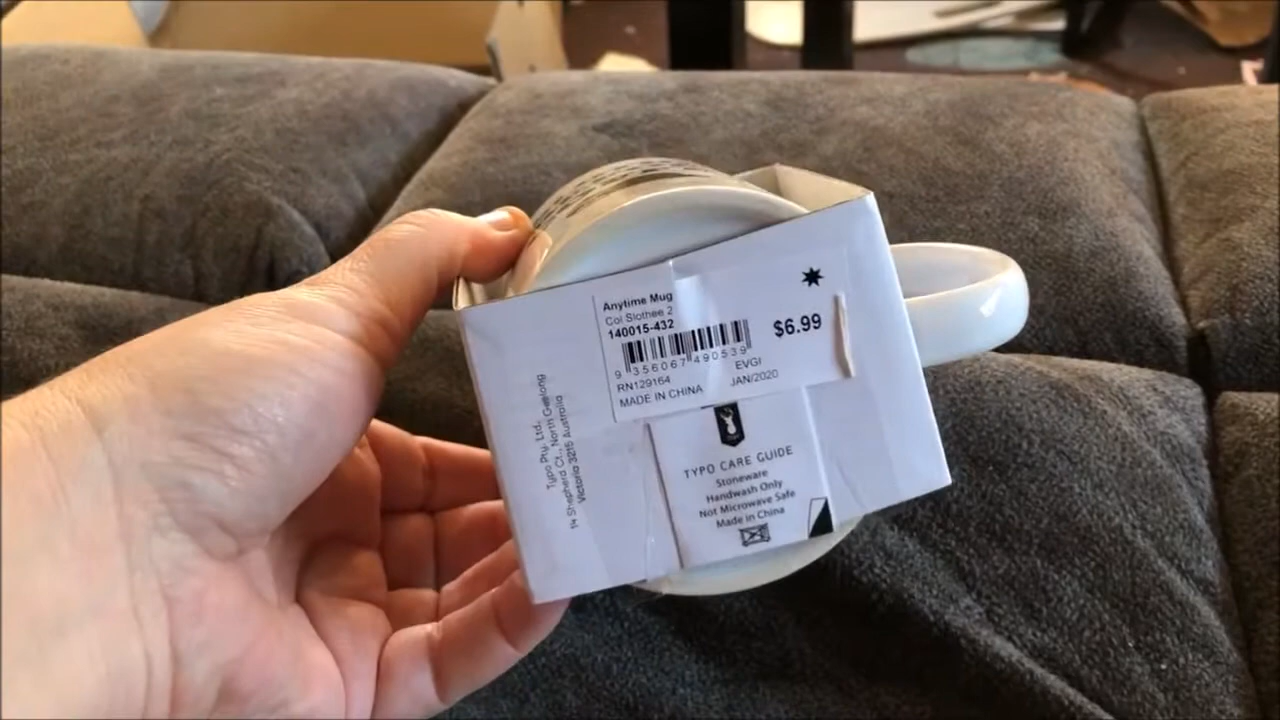 Anytime Mug
Col Slothee 2
140015-432
$6.99
9 356067 490539
RN129164
EVGI
MADE IN CHINA
JAN/2020
Typo Pty. Ltd.
14 Shepherd Ct., North Geelong
Victoria 3215 Australia
TYPO CARE GUIDE
Stoneware
Handwash Only
Not Microwave Safe
Made in China